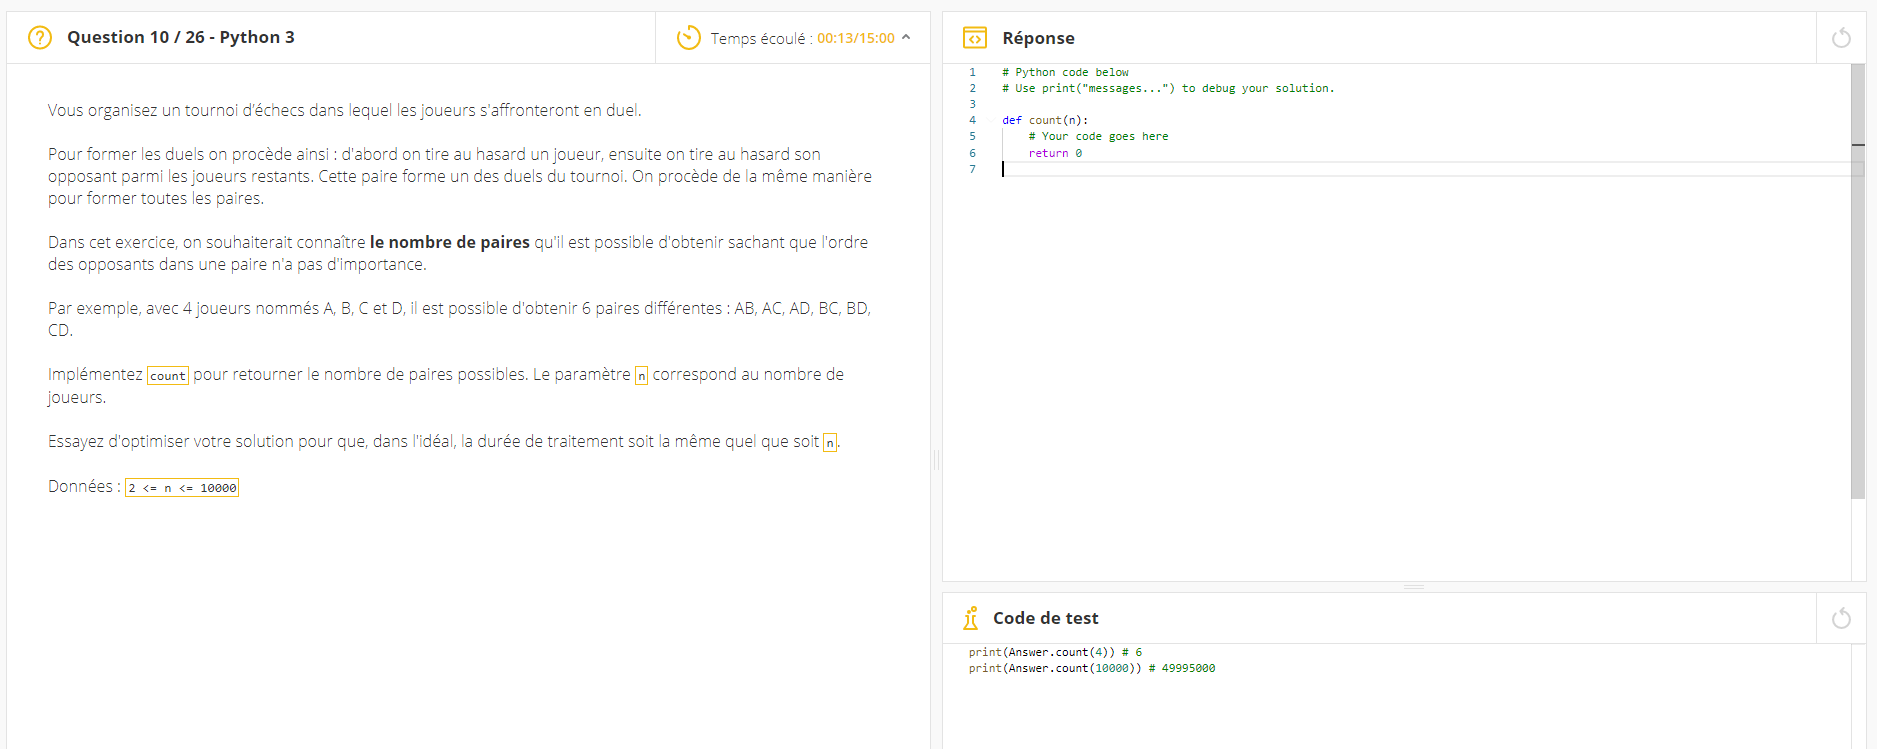 Question 10 / 26 - Python 3
Temps écoulé : 00:13/15:00
Vous organisez un tournoi d'échecs dans lequel les joueurs s'affronteront en duel.
Pour former les duels on procède ainsi : d'abord on tire au hasard un joueur, ensuite on tire au hasard son
opposant parmi les joueurs restants. Cette paire forme un des duels du tournoi. On procède de la même manière
pour former toutes les paires.
Dans cet exercice, on souhaiterait connaître le nombre de paires qu'il est possible d'obtenir sachant que l'ordre
des opposants dans une paire n'a pas d'importance.
Par exemple, avec 4 joueurs nommés A, B, C et D, il est possible d'obtenir 6 paires différentes : AB, AC, AD, BC, BD,
CD.
Implémentez count pour retourner le nombre de paires possibles. Le paramètre n correspond au nombre de
joueurs.
Essayez d'optimiser votre solution pour que, dans l'idéal, la durée de traitement soit la même quel que soit n.
Données : 2 <= n <= 10000
Réponse
1 # Python code below
2 # Use print("messages...") to debug your solution.
3
4 def count(n):
5     # Your code goes here
6     return 0
7
Code de test
print(Answer.count(4)) # 6
print(Answer.count(10000)) # 49995000